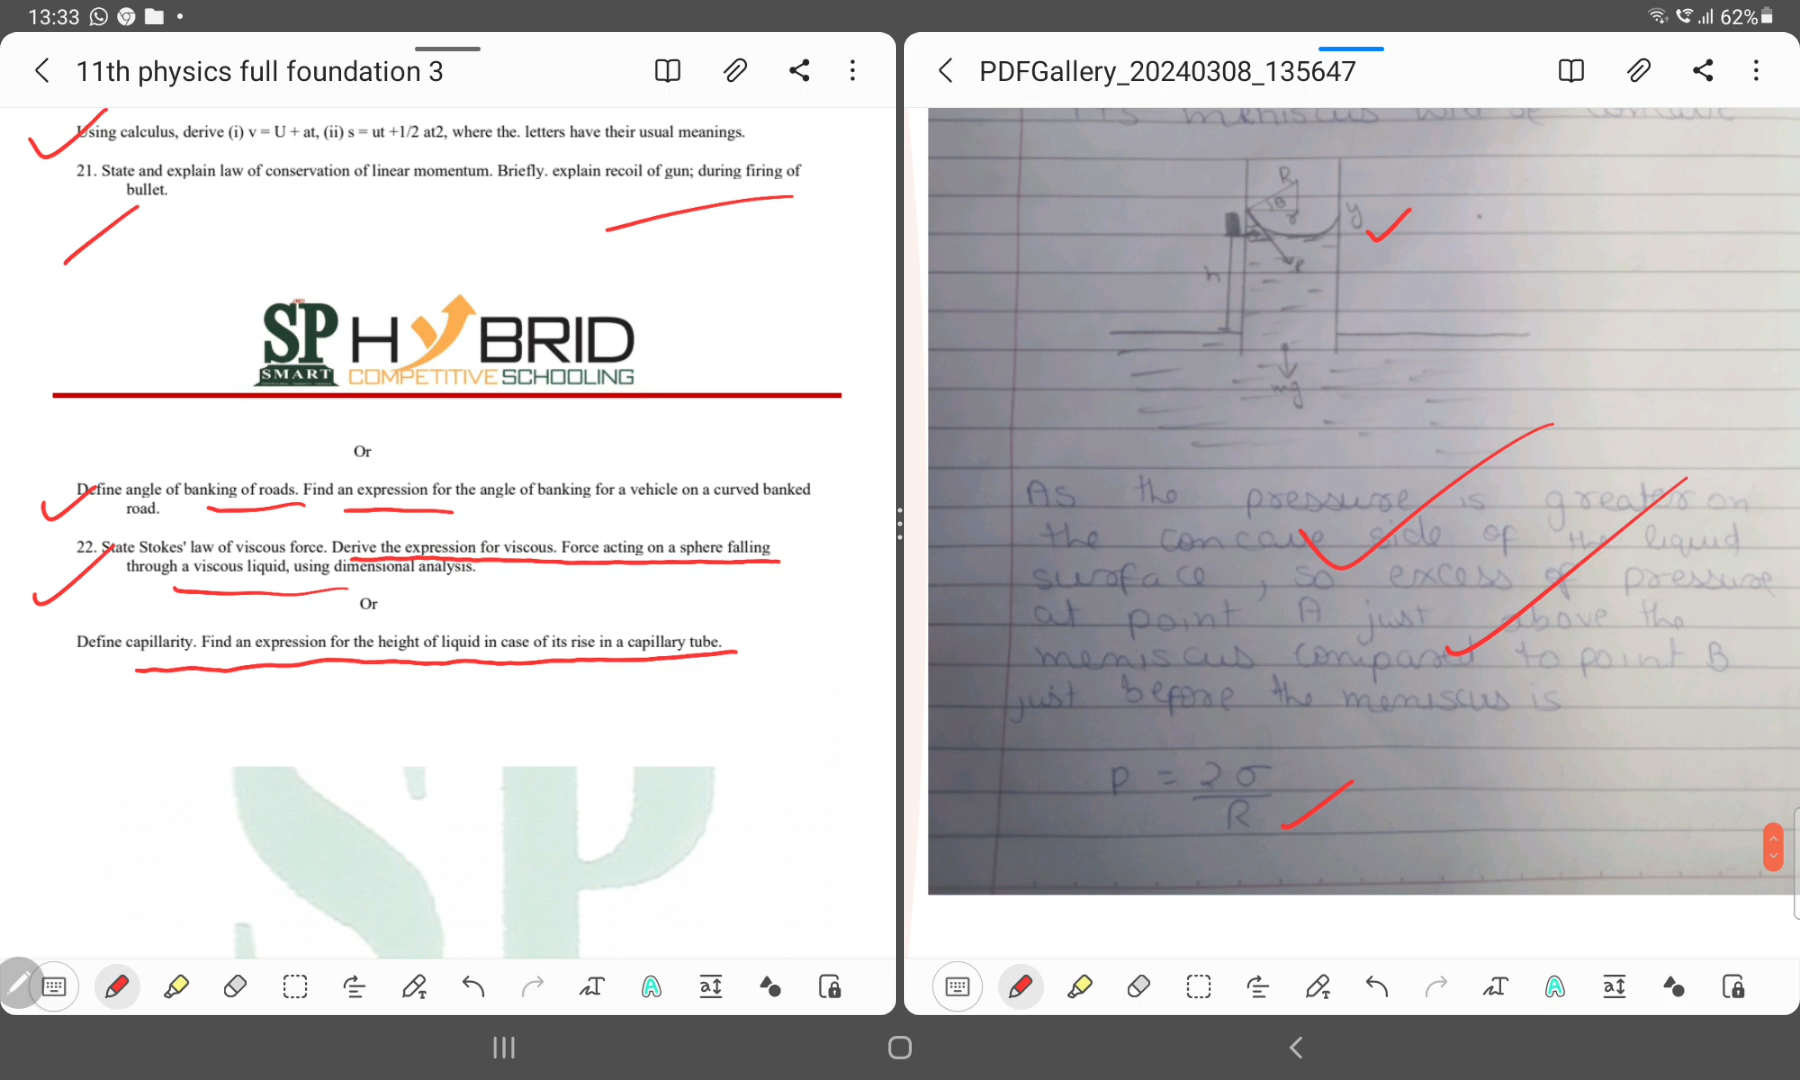 13:33
62%
11th physics full foundation 3
Using calculus, derive (i) v = U + at, (ii) s = ut +1/2 at2, where the. letters have their usual meanings.
21. State and explain law of conservation of linear momentum. Briefly. explain recoil of gun; during firing of
bullet.
SP HYBRID
SMART COMPETITIVE SCHOOLING
Or
Define angle of banking of roads. Find an expression for the angle of banking for a vehicle on a curved banked
road.
22. State Stokes' law of viscous force. Derive the expression for viscous. Force acting on a sphere falling
through a viscous liquid, using dimensional analysis.
Or
Define capillarity. Find an expression for the height of liquid in case of its rise in a capillary tube.
SP
PDFGallery_20240308_135647
its meniscus will be concave
R
θ
r
y
h
mg
As the pressure is greater on
the concave side of the liquid
surface, so excess of pressure
at point A just above the
meniscus compared to point B
just before the meniscus is
P = 2σ
R